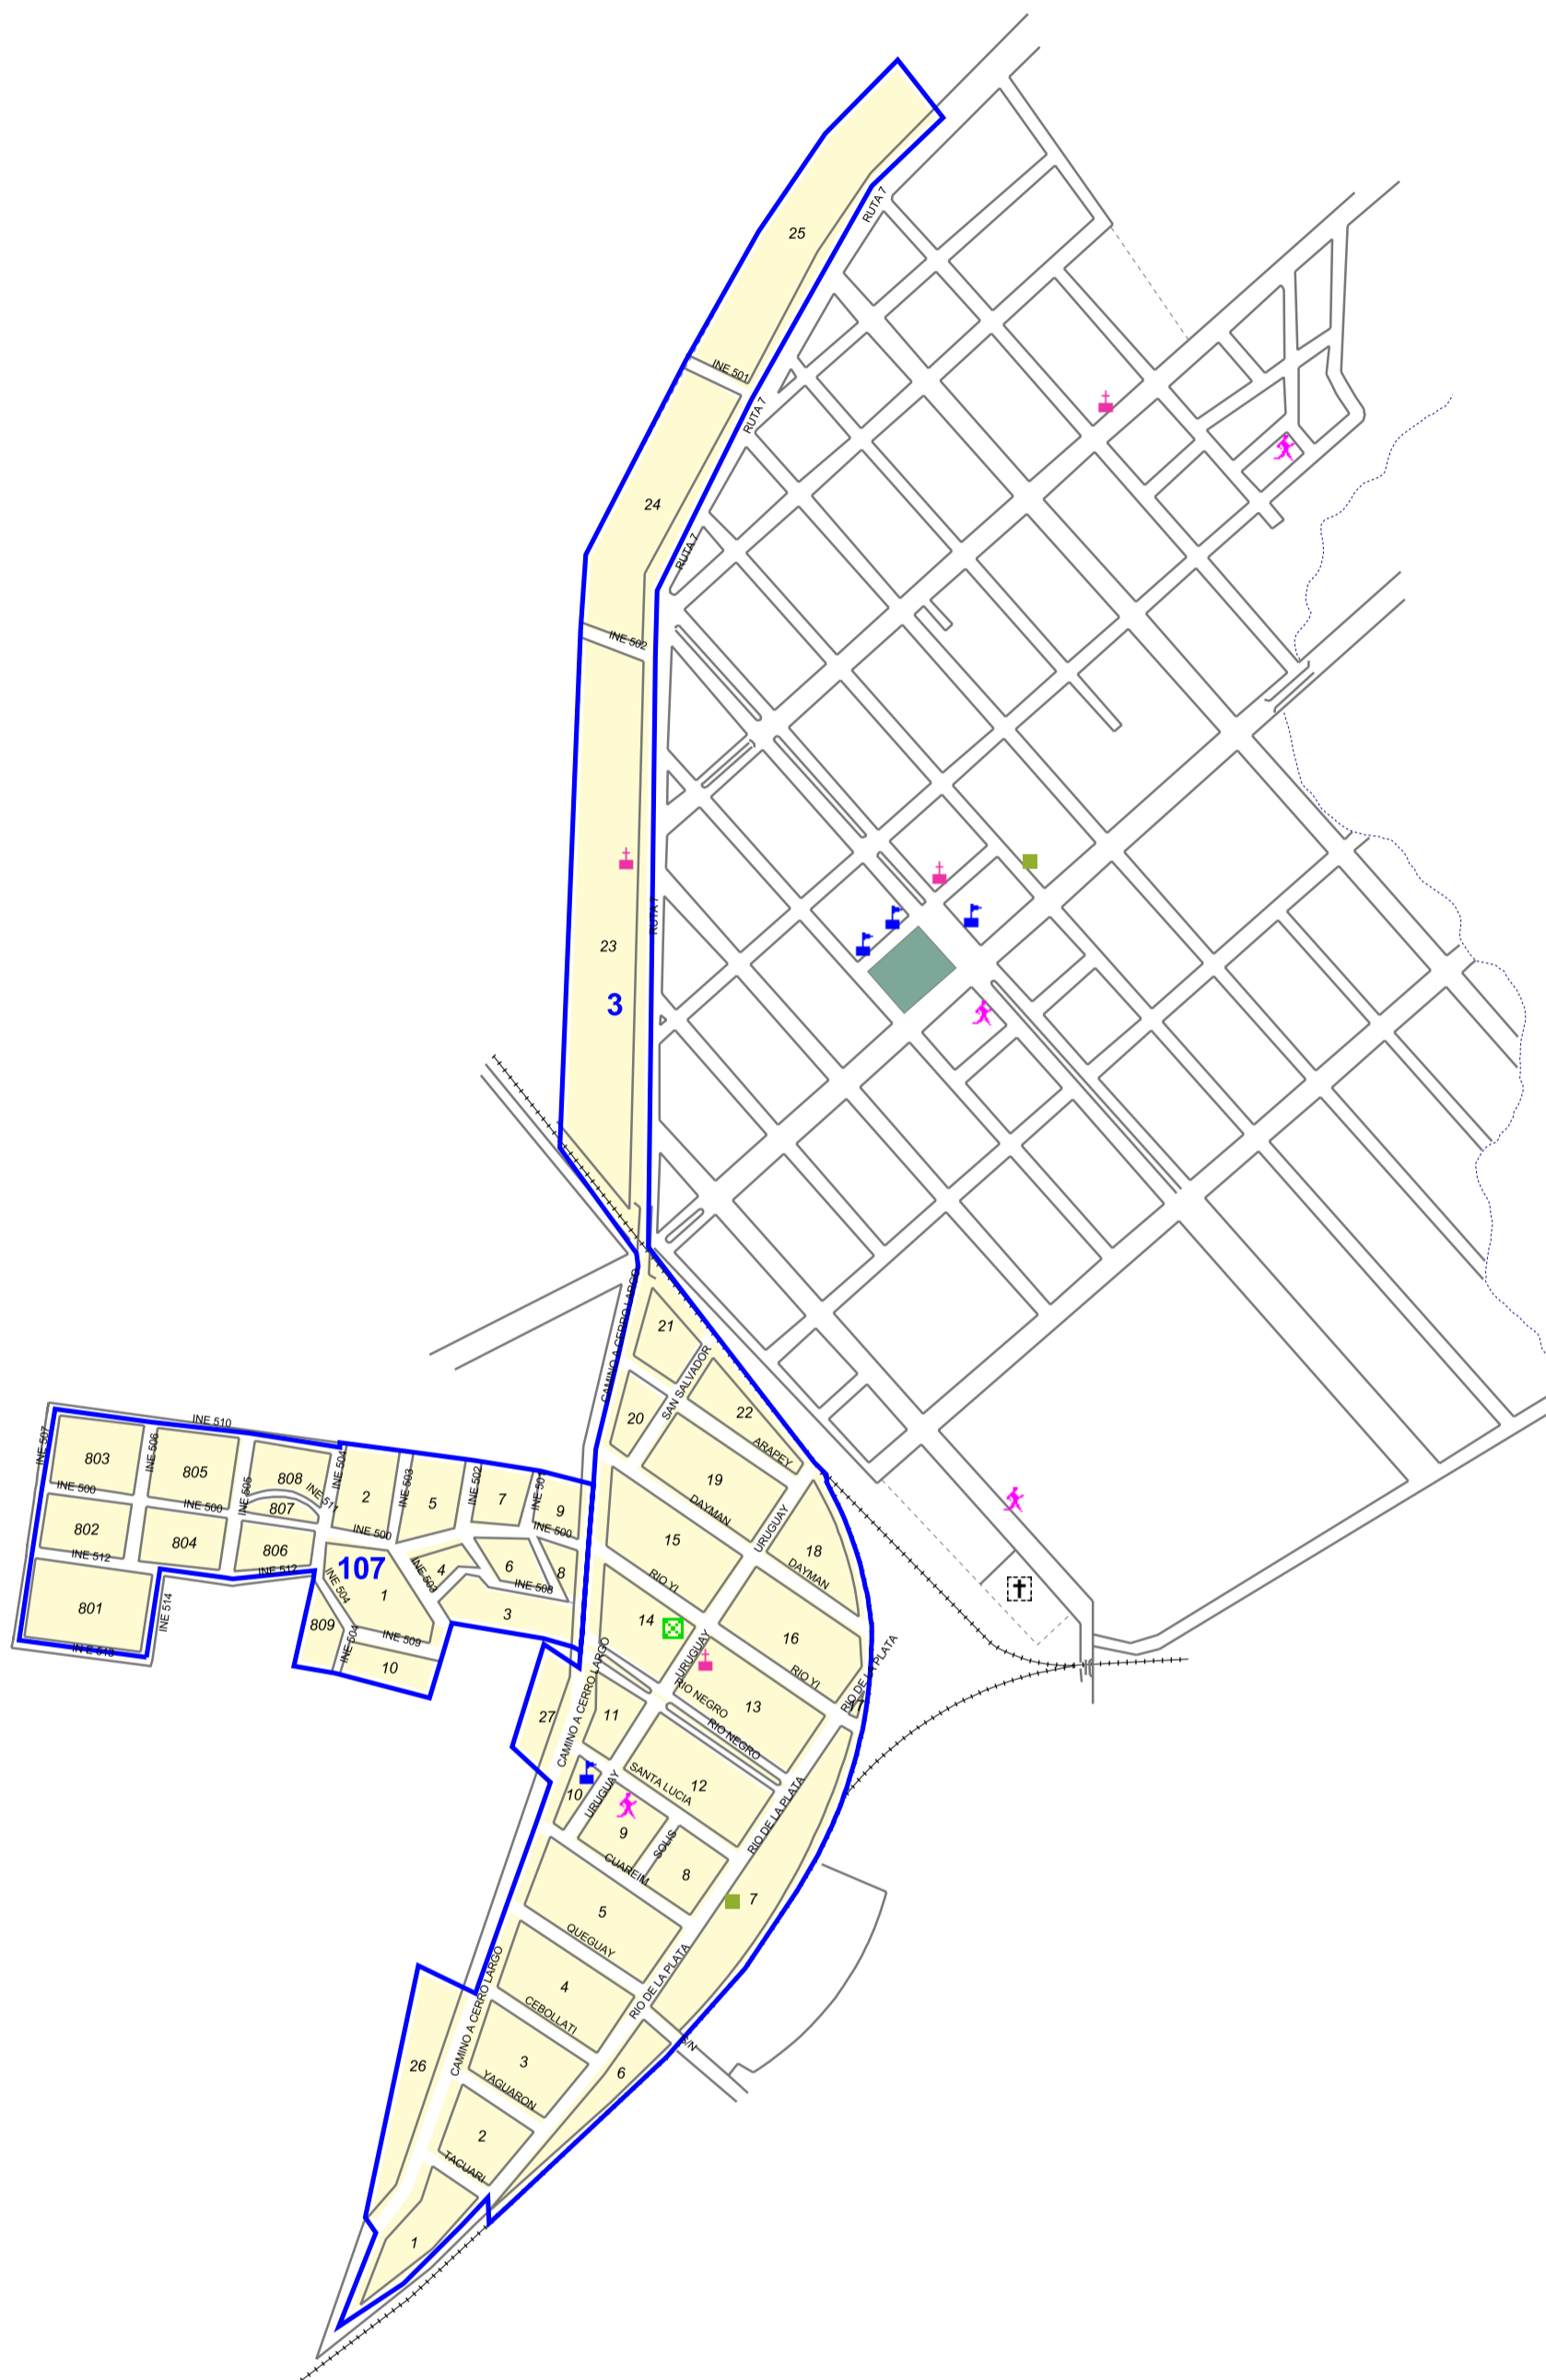 RUTA 7
25
INE 501
RUTA 7
24
RUTA 7
INE 502
RUTA 7
23
3
CAMINO A CERRO LARGO
21
SAN SALVADOR
20
22
ARAPEY
19
DAYMAN
URUGUAY
18
DAYMAN
15
RIO YI
14
16
RIO YI
URUGUAY
RIO DE LA PLATA
17
13
RIO NEGRO
RIO NEGRO
CAMINO A CERRO LARGO
27
11
12
SANTA LUCIA
10
URUGUAY
9
SOLIS
CUAREIM
8
RIO DE LA PLATA
7
5
QUEGUAY
4
CEBOLLATI
RIO DE LA PLATA
S/N
CAMINO A CERRO LARGO
3
YAGUARON
6
26
2
TACUARI
1
INE 510
INE 507
803
INE 506
805
808
INE 504
2
INE 503
5
INE 502
7
INE 501
9
INE 500
INE 500
INE 505
807
INE 511
INE 500
INE 500
802
804
806
INE 512
INE 512
107
1
INE 503
4
6
8
INE 508
3
801
INE 514
INE 513
INE 504
809
INE 504
INE 509
10